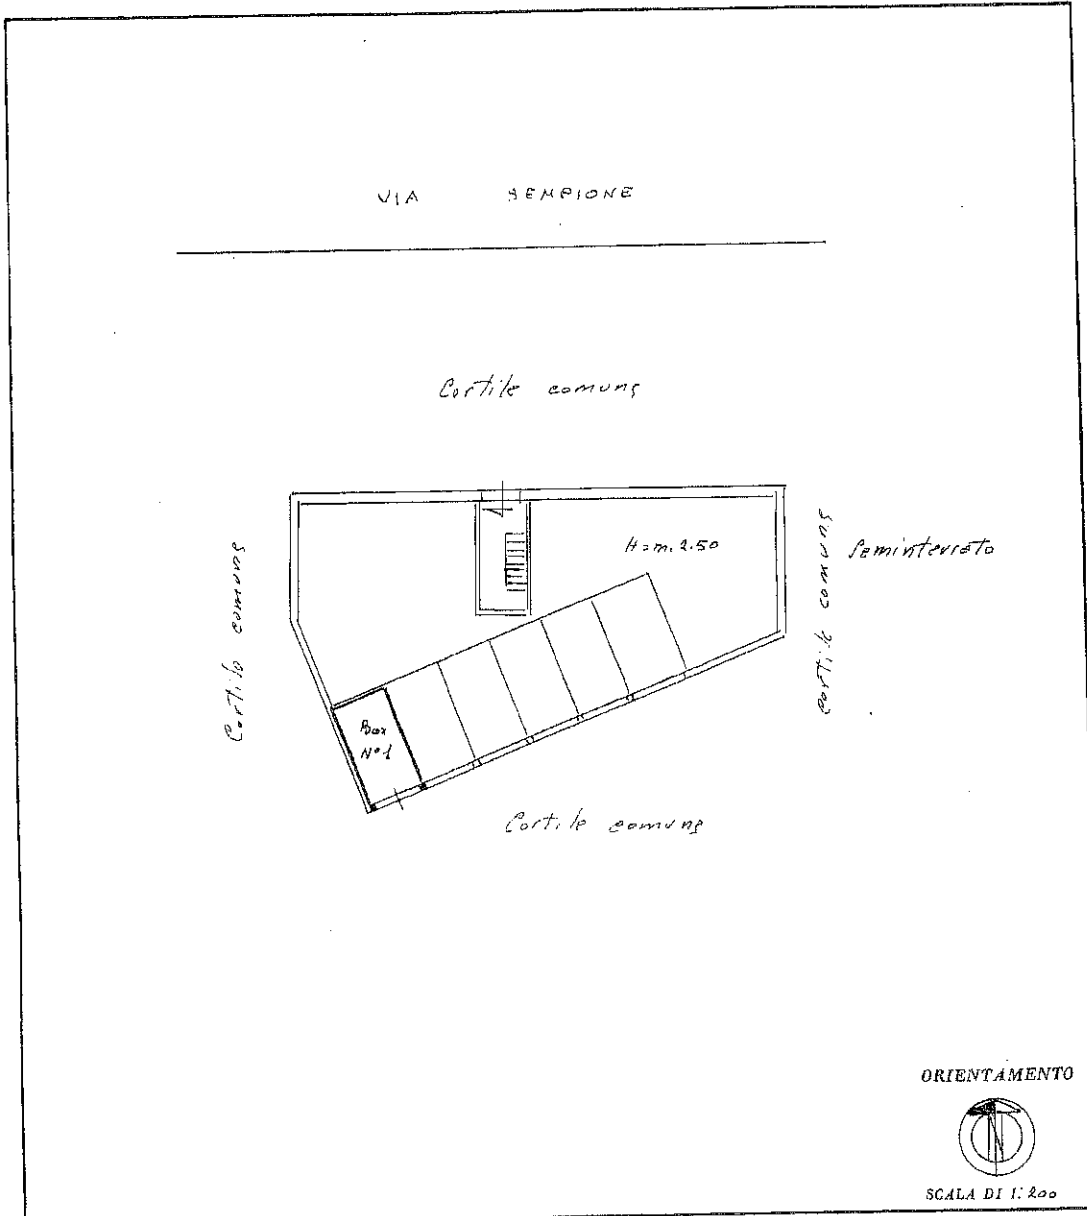 VIA SEMPIONE
Cortile comune
H=m. 2.50
Cortile comune
cortile comune
Seminterrato
Box
N°1
Cortile comune
ORIENTAMENTO
SCALA DI 1:200